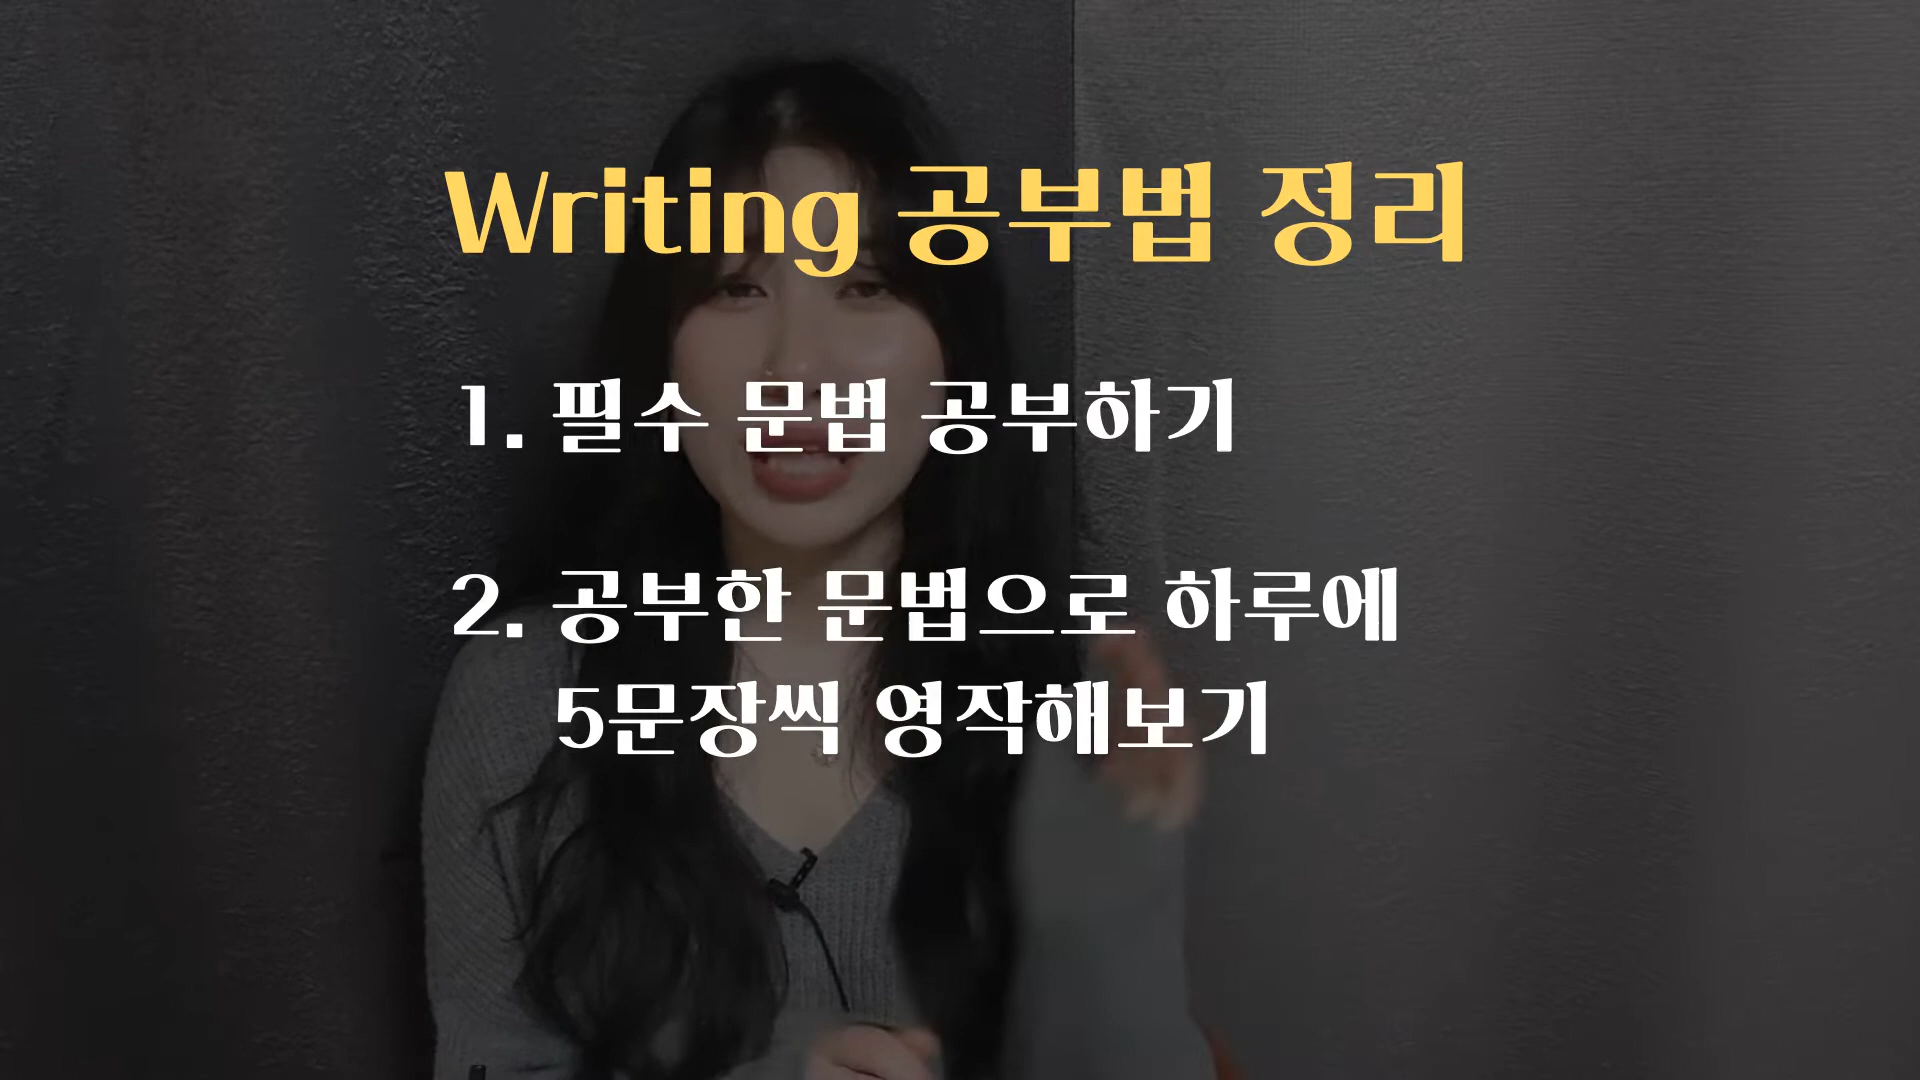 Writing 공부법 정리
1. 필수 문법 공부하기
2. 공부한 문법으로 하루에
5문장씩 영작해보기